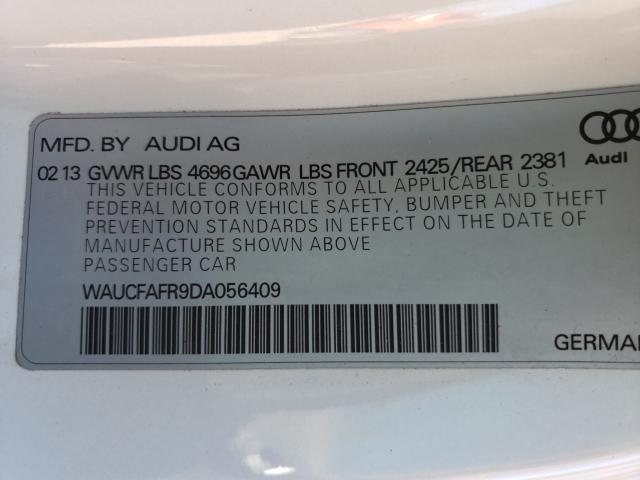 MFD. BY AUDI AG
02 13 GVWR LBS 4696 GAWR LBS FRONT 2425/REAR 2381
Audi
THIS VEHICLE CONFORMS TO ALL APPLICABLE U.S.
FEDERAL MOTOR VEHICLE SAFETY, BUMPER AND THEFT
PREVENTION STANDARDS IN EFFECT ON THE DATE OF
MANUFACTURE SHOWN ABOVE
PASSENGER CAR
WAUCFAFR9DA056409
GERMAN